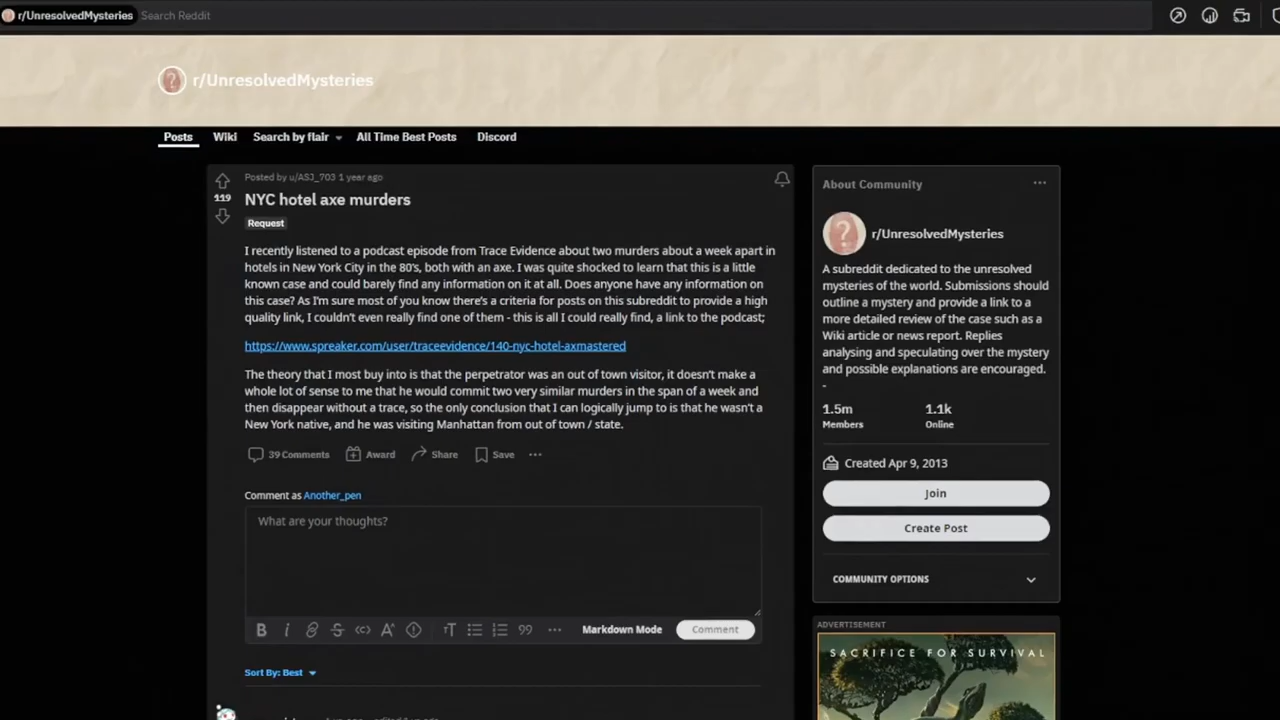 r/UnresolvedMysteries
Search Reddit
r/UnresolvedMysteries
Posts
Wiki
Search by flair
All Time Best Posts
Discord
Posted by u/ASJ_703 1 year ago
119
NYC hotel axe murders
Request
I recently listened to a podcast episode from Trace Evidence about two murders about a week apart in
hotels in New York City in the 80's, both with an axe. I was quite shocked to learn that this is a little
known case and could barely find any information on it at all. Does anyone have any information on
this case? As I'm sure most of you know there's a criteria for posts on this subreddit to provide a high
quality link, I couldn't even really find one of them - this is all I could really find, a link to the podcast;
https://www.spreaker.com/user/traceevidence/140-nyc-hotel-axmastered
The theory that I most buy into is that the perpetrator was an out of town visitor, it doesn't make a
whole lot of sense to me that he would commit two very similar murders in the span of a week and
then disappear without a trace, so the only conclusion that I can logically jump to is that he wasn't a
New York native, and he was visiting Manhattan from out of town / state.
39 Comments
Award
Share
Save
Comment as Another_pen
What are your thoughts?
Markdown Mode
Comment
Sort By: Best
About Community
r/UnresolvedMysteries
A subreddit dedicated to the unresolved
mysteries of the world. Submissions should
outline a mystery and provide a link to a
more detailed review of the case such as a
Wiki article or news report. Replies
analysing and speculating over the mystery
and possible explanations are encouraged.
-
1.5m
1.1k
Members
Online
Created Apr 9, 2013
Join
Create Post
COMMUNITY OPTIONS
ADVERTISEMENT
SACRIFICE FOR SURVIVAL